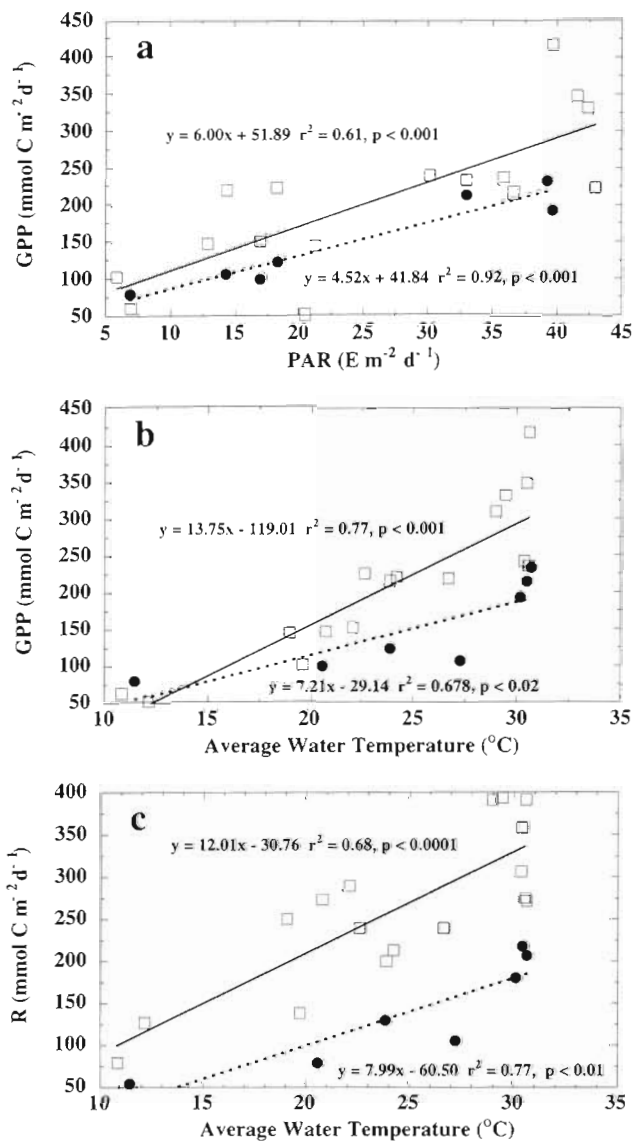 450
400
350
300
250
200
150
100
50
GPP (mmol C m⁻² d⁻¹)
a
y = 6.00x + 51.89 r² = 0.61, p < 0.001
y = 4.52x + 41.84 r² = 0.92, p < 0.001
5 10 15 20 25 30 35 40 45
PAR (E m⁻² d⁻¹)
450
400
350
300
250
200
150
100
50
GPP (mmol C m⁻² d⁻¹)
b
y = 13.75x - 119.01 r² = 0.77, p < 0.001
y = 7.21x - 29.14 r² = 0.678, p < 0.02
10 15 20 25 30 35
Average Water Temperature (°C)
400
350
300
250
200
150
100
50
R (mmol C m⁻² d⁻¹)
c
y = 12.01x - 30.76 r² = 0.68, p < 0.0001
y = 7.99x - 60.50 r² = 0.77, p < 0.01
10 15 20 25 30 35
Average Water Temperature (°C)